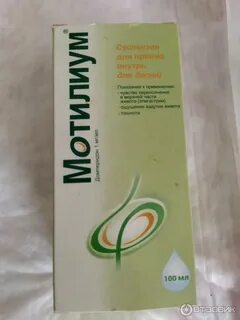 Мотилиум®
Домперидон 1 мг/мл
Суспензия
для приема
внутрь
для детей
Показания к применению:
- чувство переполнения
в верхней части
живота (эпигастрии)
- ощущение вздутия живота
- тошнота
100 мл
ОТЗОВИК